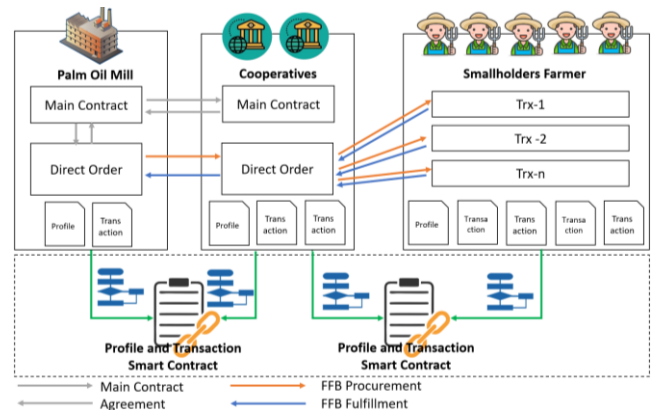 Palm Oil Mill
Cooperatives
Smallholders Farmer
Main Contract
Main Contract
Trx-1
Trx -2
Direct Order
Direct Order
Trx-n
Profile
Trans
action
Profile
Trans
action
Trans
action
Profile
Transa
ction
Trans
action
Transa
ction
Trans
action
Profile and Transaction
Smart Contract
Profile and Transaction
Smart Contract
Main Contract
FFB Procurement
Agreement
FFB Fulfillment